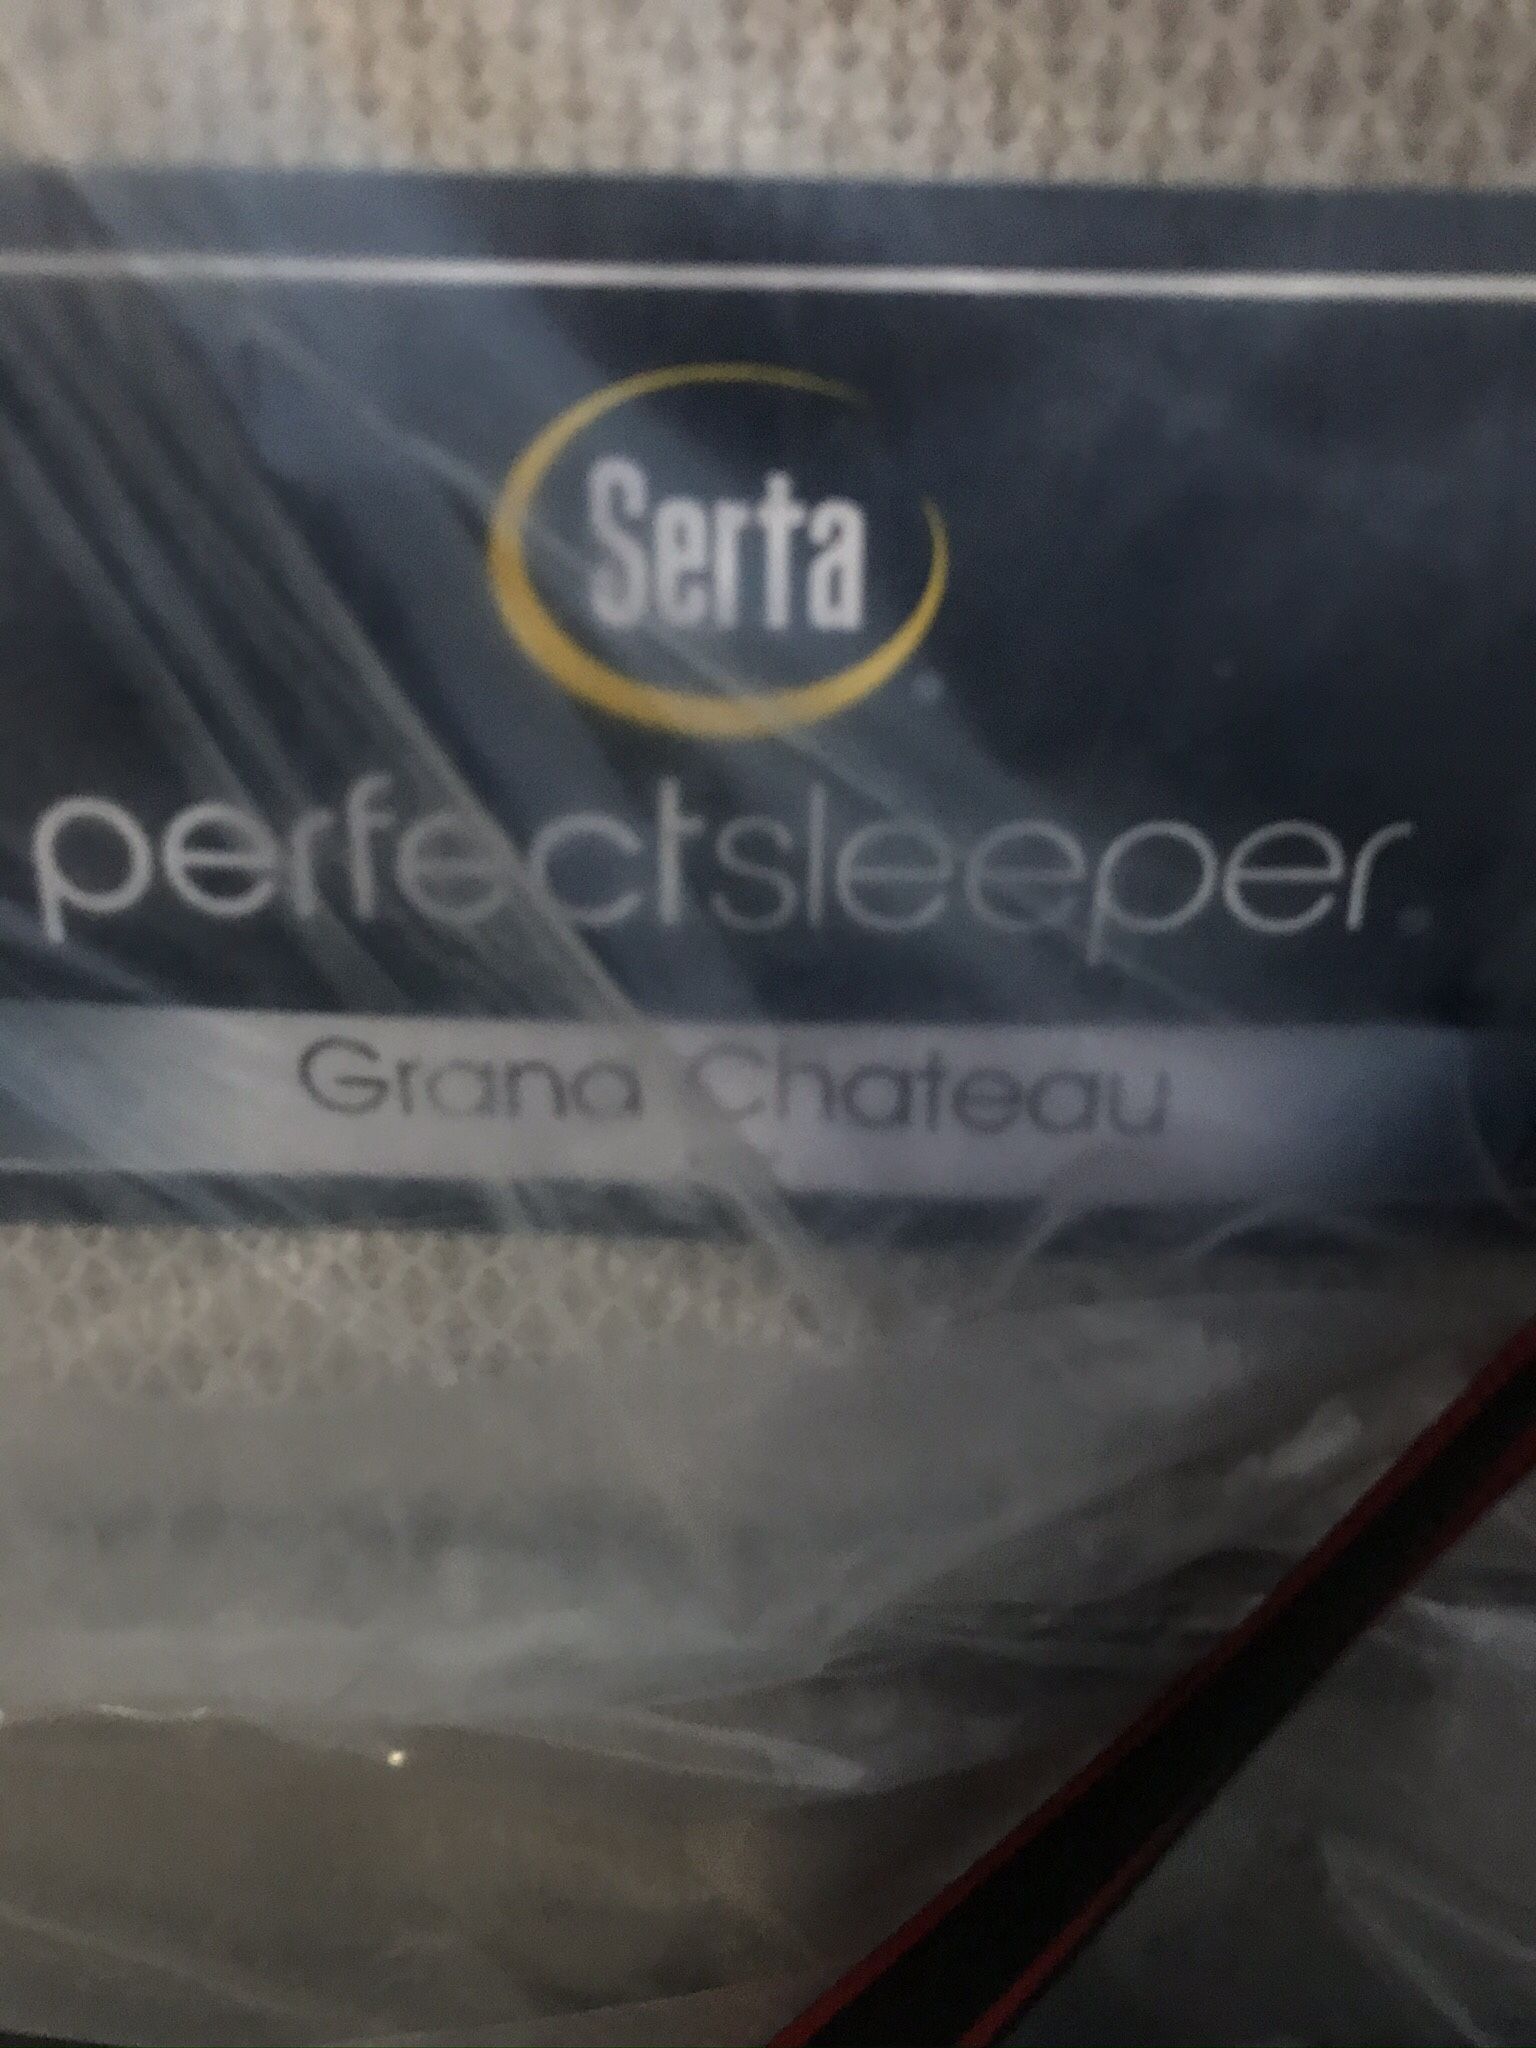 Serta
perfectsleeper
Grand Chateau